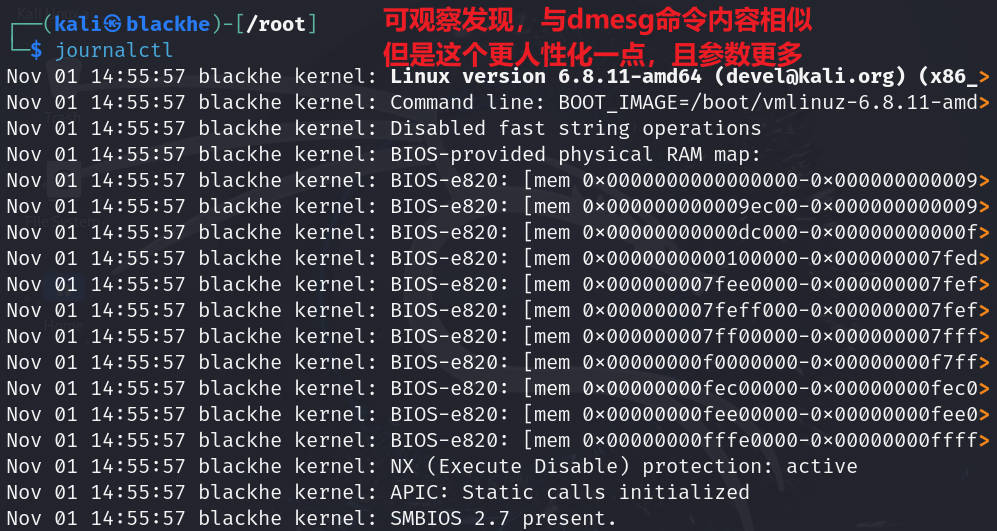 ┌──(kali㉿blackhe)-[/root]
└─$ journalctl
可观察发现，与dmesg命令内容相似
但是这个更人性化一点，且参数更多
Nov 01 14:55:57 blackhe kernel: Linux version 6.8.11-amd64 (devel@kali.org) (x86_>
Nov 01 14:55:57 blackhe kernel: Command line: BOOT_IMAGE=/boot/vmlinuz-6.8.11-amd>
Nov 01 14:55:57 blackhe kernel: Disabled fast string operations
Nov 01 14:55:57 blackhe kernel: BIOS-provided physical RAM map:
Nov 01 14:55:57 blackhe kernel: BIOS-e820: [mem 0x0000000000000000-0x000000000009>
Nov 01 14:55:57 blackhe kernel: BIOS-e820: [mem 0x000000000009ec00-0x000000000009>
Nov 01 14:55:57 blackhe kernel: BIOS-e820: [mem 0x00000000000dc000-0x00000000000f>
Nov 01 14:55:57 blackhe kernel: BIOS-e820: [mem 0x0000000000100000-0x000000007fed>
Nov 01 14:55:57 blackhe kernel: BIOS-e820: [mem 0x000000007fee0000-0x000000007fef>
Nov 01 14:55:57 blackhe kernel: BIOS-e820: [mem 0x000000007feff000-0x000000007fef>
Nov 01 14:55:57 blackhe kernel: BIOS-e820: [mem 0x000000007ff00000-0x000000007fff>
Nov 01 14:55:57 blackhe kernel: BIOS-e820: [mem 0x00000000f0000000-0x00000000f7ff>
Nov 01 14:55:57 blackhe kernel: BIOS-e820: [mem 0x00000000fec00000-0x00000000fec0>
Nov 01 14:55:57 blackhe kernel: BIOS-e820: [mem 0x00000000fee00000-0x00000000fee0>
Nov 01 14:55:57 blackhe kernel: BIOS-e820: [mem 0x00000000fffe0000-0x00000000ffff>
Nov 01 14:55:57 blackhe kernel: NX (Execute Disable) protection: active
Nov 01 14:55:57 blackhe kernel: APIC: Static calls initialized
Nov 01 14:55:57 blackhe kernel: SMBIOS 2.7 present.